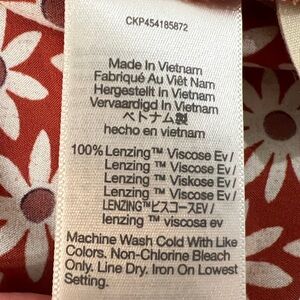 CKP454185872
Made In Vietnam
Fabriqué Au Việt Nam
Hergestellt in Vietnam
Vervaardigd In Vietnam
ベトナム製
hecho en vietnam
100% Lenzing™ Viscose Ev /
Lenzing™ Viscose Ev /
Lenzing™ Viskose Ev /
Lenzing™ Viscose Ev /
LENZING™ビスコースEV /
lenzing ™ viscosa ev
Machine Wash Cold With Like
Colors. Non-Chlorine Bleach
Only. Line Dry. Iron On Lowest
Setting.